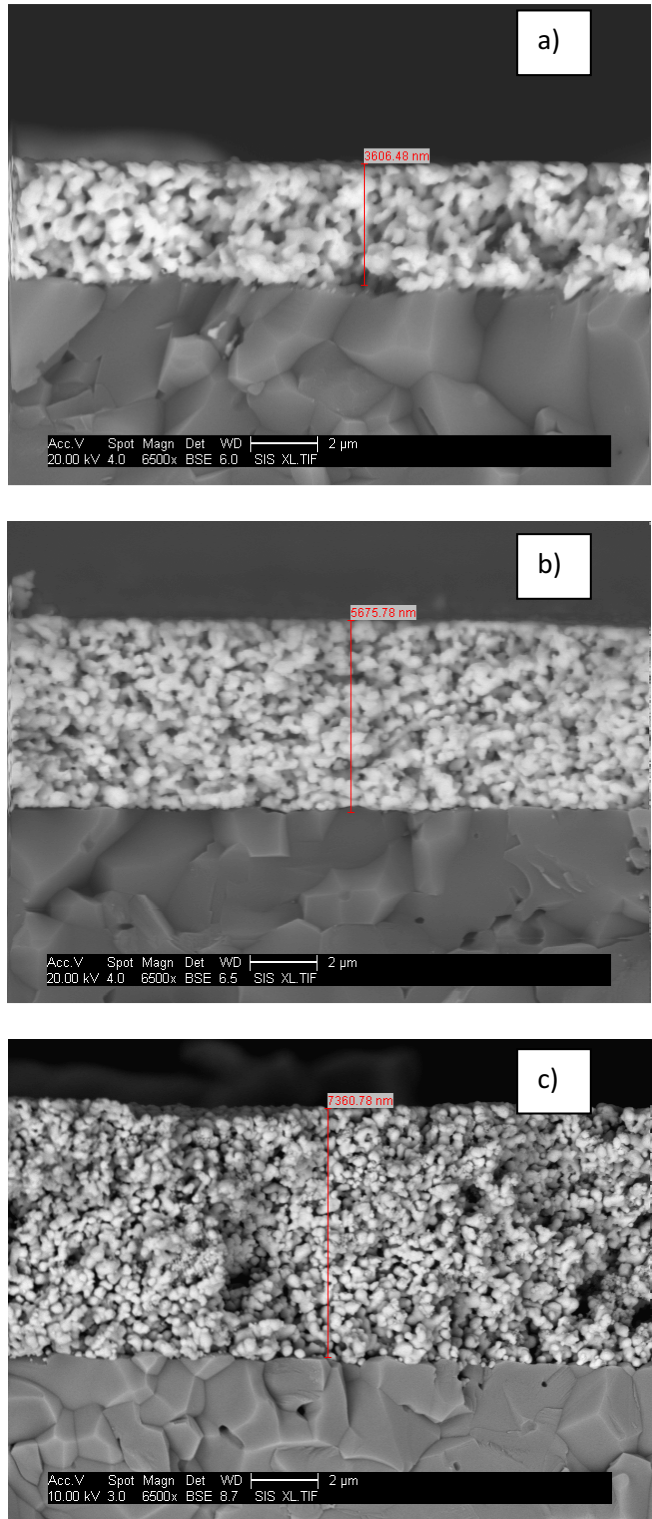 a)
3606.48 nm
Acc.V Spot Magn Det WD 2 µm
20.00 kV 4.0 6500x BSE 6.0 SIS XL.TIF
b)
5675.78 nm
Acc.V Spot Magn Det WD 2 µm
20.00 kV 4.0 6500x BSE 6.5 SIS XL.TIF
c)
7360.78 nm
Acc.V Spot Magn Det WD 2 µm
10.00 kV 3.0 6500x BSE 8.7 SIS XL.TIF